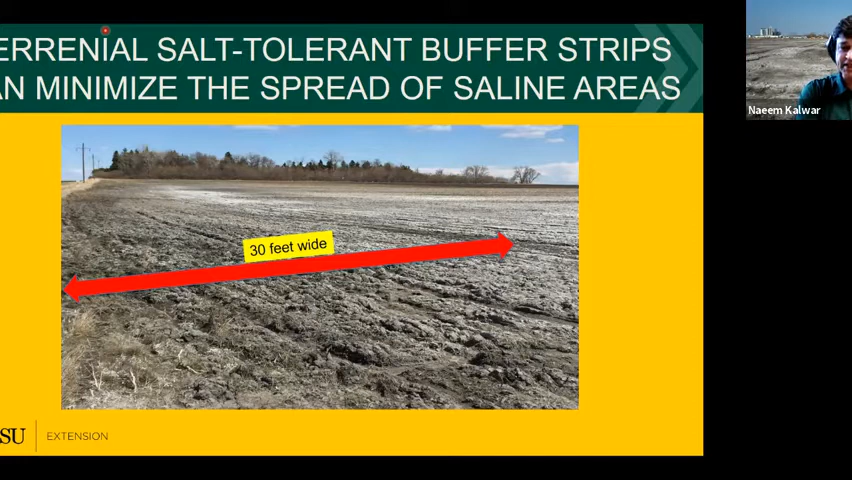 ERRENIAL SALT-TOLERANT BUFFER STRIPS
AN MINIMIZE THE SPREAD OF SALINE AREAS
30 feet wide
SU
EXTENSION
Naeem Kalwar